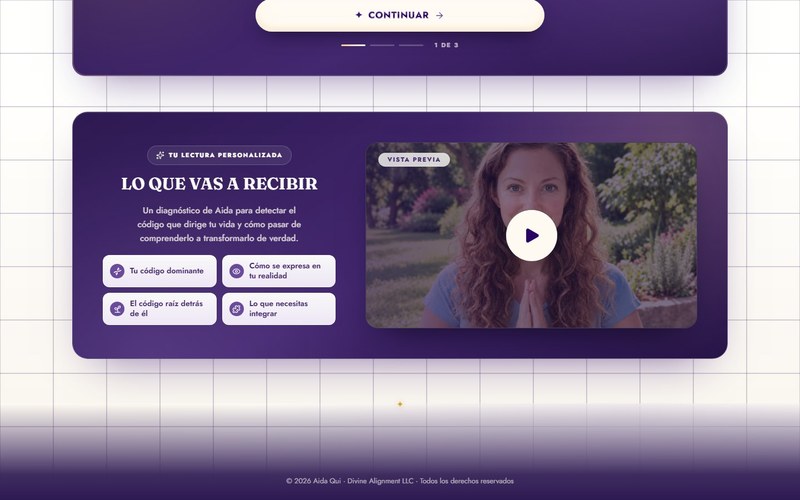 CONTINUAR
1 DE 3
TU LECTURA PERSONALIZADA
LO QUE VAS A RECIBIR
Un diagnóstico de Aida para detectar el
código que dirige tu vida y cómo pasar de
comprenderlo a transformarlo de verdad.
Tu código dominante
Cómo se expresa en
tu realidad
El código raíz detrás
de él
Lo que necesitas
integrar
VISTA PREVIA
© 2026 Aida Qui · Divine Alignment LLC · Todos los derechos reservados